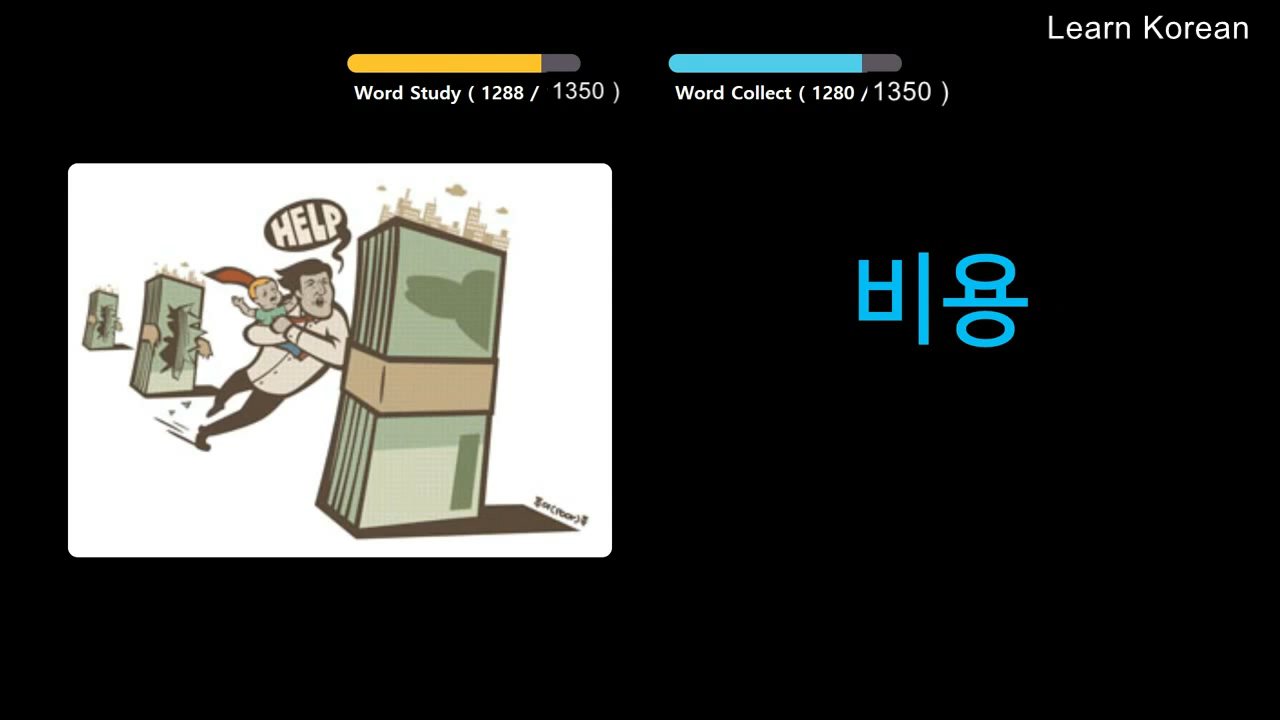 Learn Korean
Word Study ( 1288 / 1350 )
Word Collect ( 1280 / 1350 )
HELP
비용